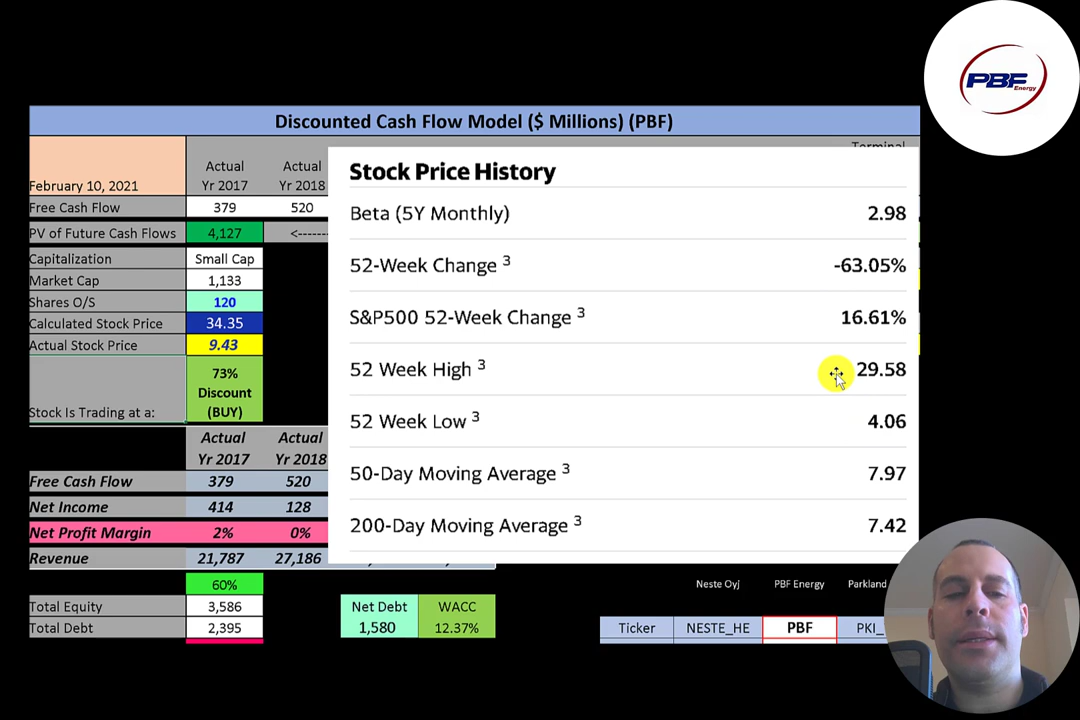 PBF
Energy
Discounted Cash Flow Model ($ Millions) (PBF)
Actual Actual
February 10, 2021 Yr 2017 Yr 2018
Free Cash Flow 379 520
PV of Future Cash Flows 4,127 <------
Capitalization Small Cap
Market Cap 1,133
Shares O/S 120
Calculated Stock Price 34.35
Actual Stock Price 9.43
73%
Discount
Stock Is Trading at a: (BUY)
Actual Actual
Yr 2017 Yr 2018
Free Cash Flow 379 520
Net Income 414 128
Net Profit Margin 2% 0%
Revenue 21,787 27,186
60%
Total Equity 3,586
Total Debt 2,395
Net Debt WACC
1,580 12.37%
Stock Price History
Beta (5Y Monthly) 2.98
52-Week Change 3 -63.05%
S&P500 52-Week Change 3 16.61%
52 Week High 3 29.58
52 Week Low 3 4.06
50-Day Moving Average 3 7.97
200-Day Moving Average 3 7.42
Neste Oyj PBF Energy Parkland
Ticker NESTE_HE PBF PKI_